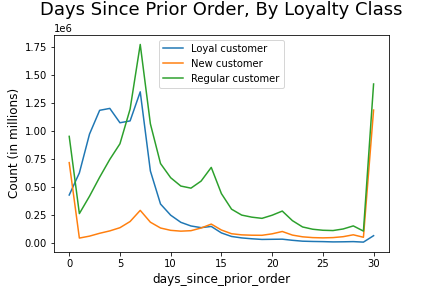 Days Since Prior Order, By Loyalty Class
1e6
Loyal customer
New customer
Regular customer
1.75
1.50
1.25
1.00
0.75
0.50
0.25
0.00
Count (in millions)
0 5 10 15 20 25 30
days_since_prior_order